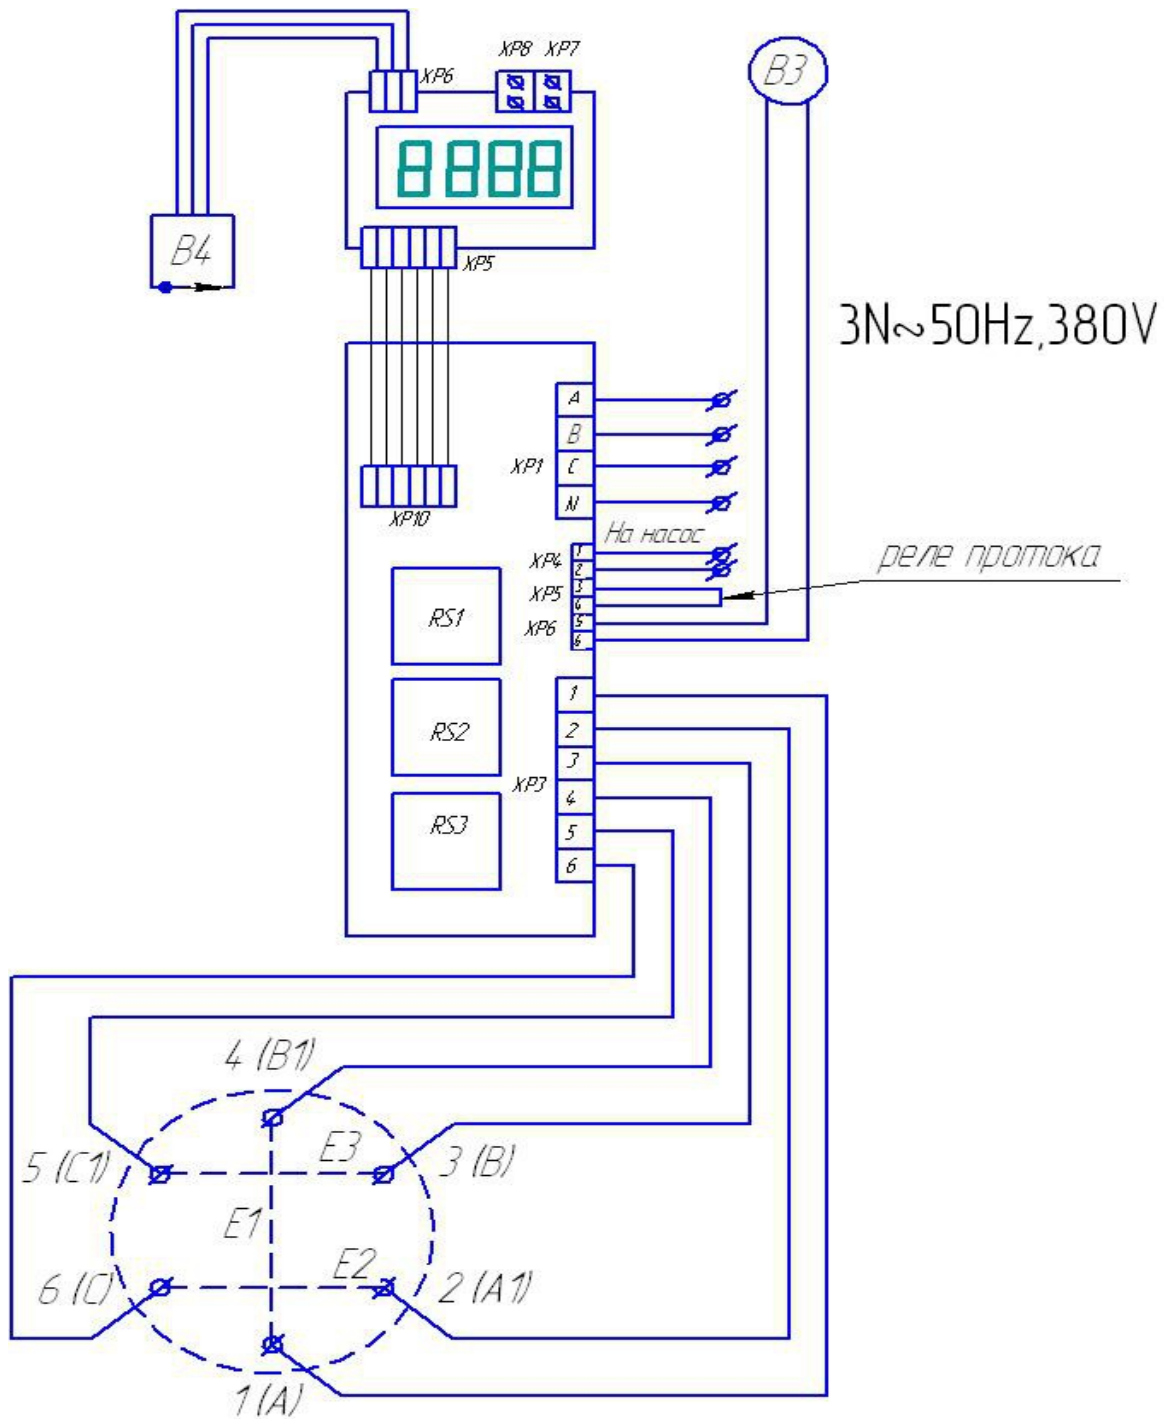 XP8 XP7
XP6
B3
8888
B4
XP5
3N~50Hz,380V
A
B
XP1 C
N
XP10
На насос
XP4 1
2
реле протока
XP5 3
4
XP6 5
6
RS1
1
RS2 2
3
XP3 4
RS3 5
6
4 (B1)
E3
5 (C1) 3 (B)
E1
E2
6 (C) 2 (A1)
1 (A)